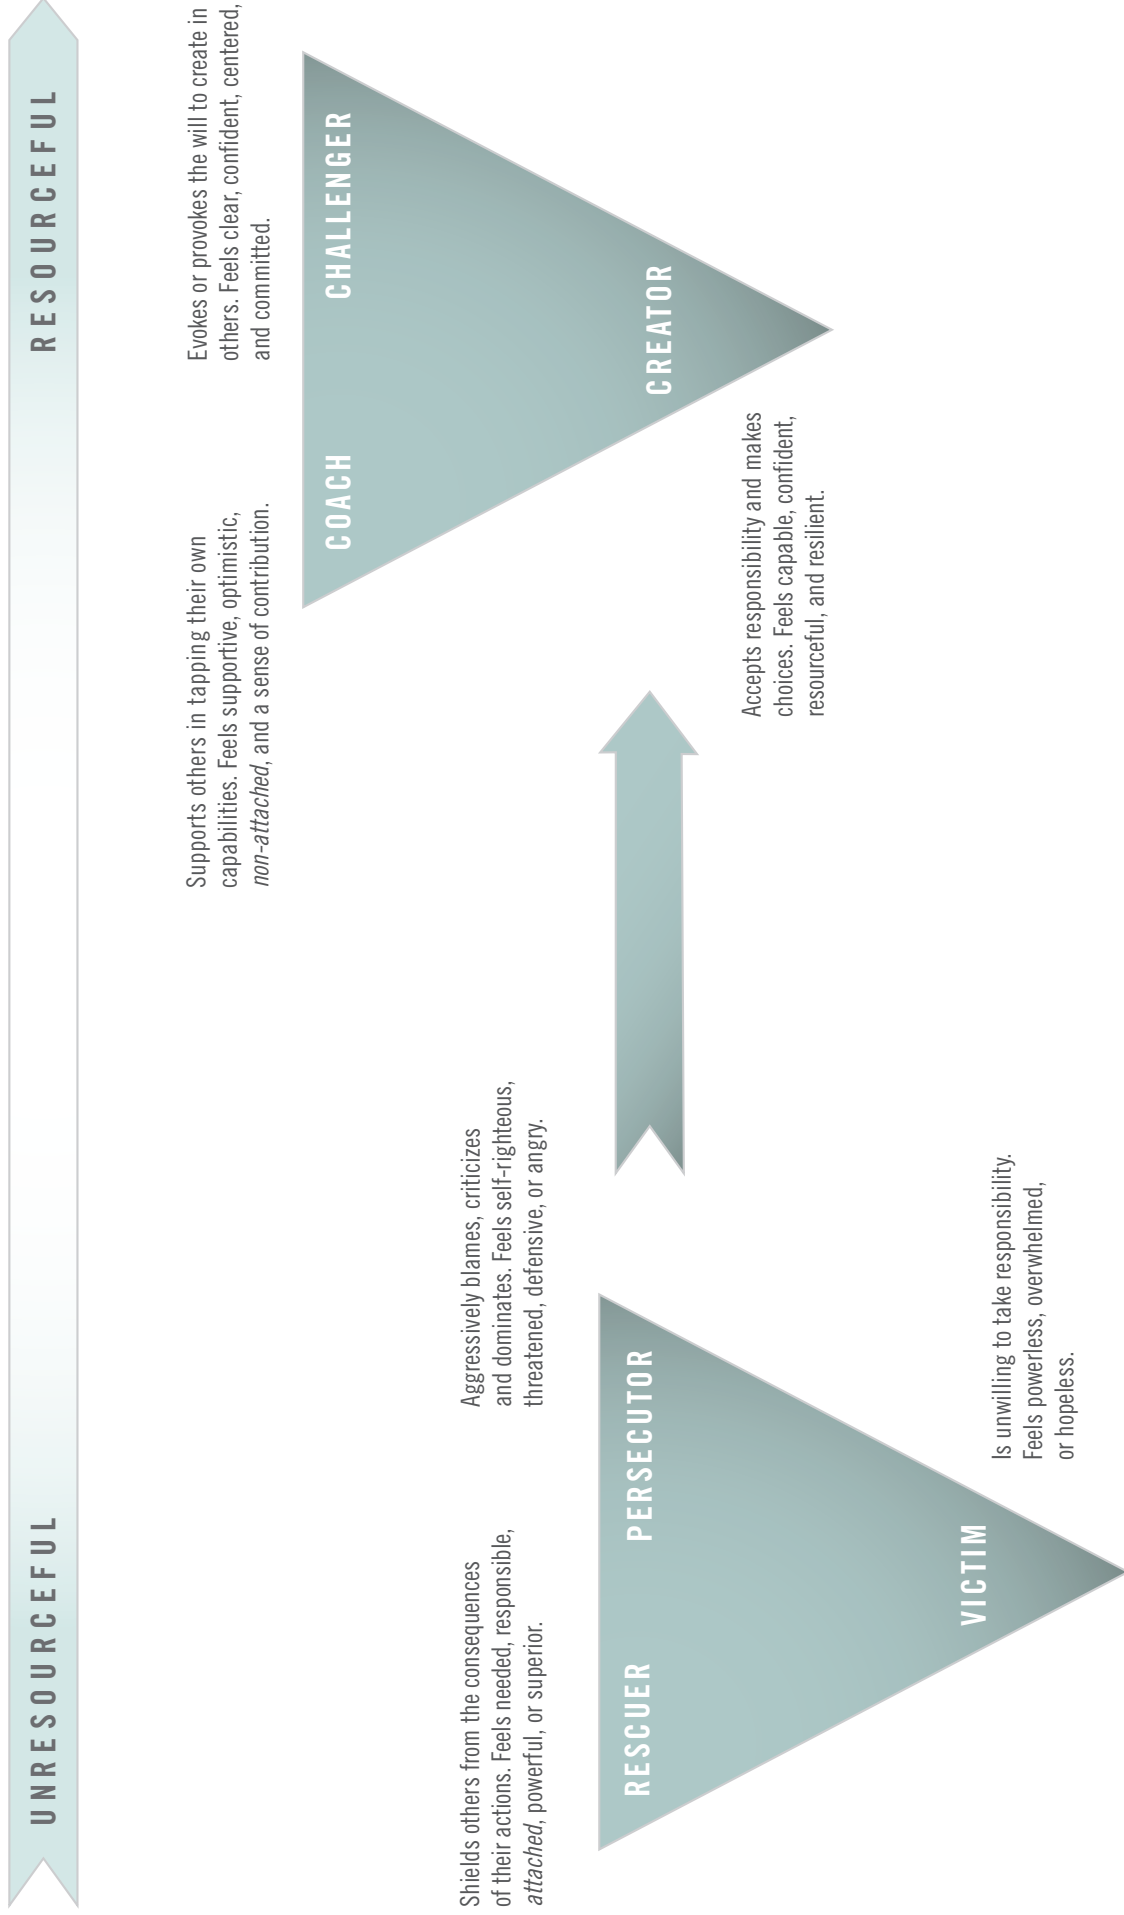 UNRESOURCEFUL
RESOURCEFUL
Supports others in tapping their own
capabilities. Feels supportive, optimistic,
non-attached, and a sense of contribution.
Evokes or provokes the will to create in
others. Feels clear, confident, centered,
and committed.
COACH
CHALLENGER
CREATOR
Accepts responsibility and makes
choices. Feels capable, confident,
resourceful, and resilient.
Shields others from the consequences
of their actions. Feels needed, responsible,
attached, powerful, or superior.
Aggressively blames, criticizes
and dominates. Feels self-righteous,
threatened, defensive, or angry.
RESCUER
PERSECUTOR
VICTIM
Is unwilling to take responsibility.
Feels powerless, overwhelmed,
or hopeless.